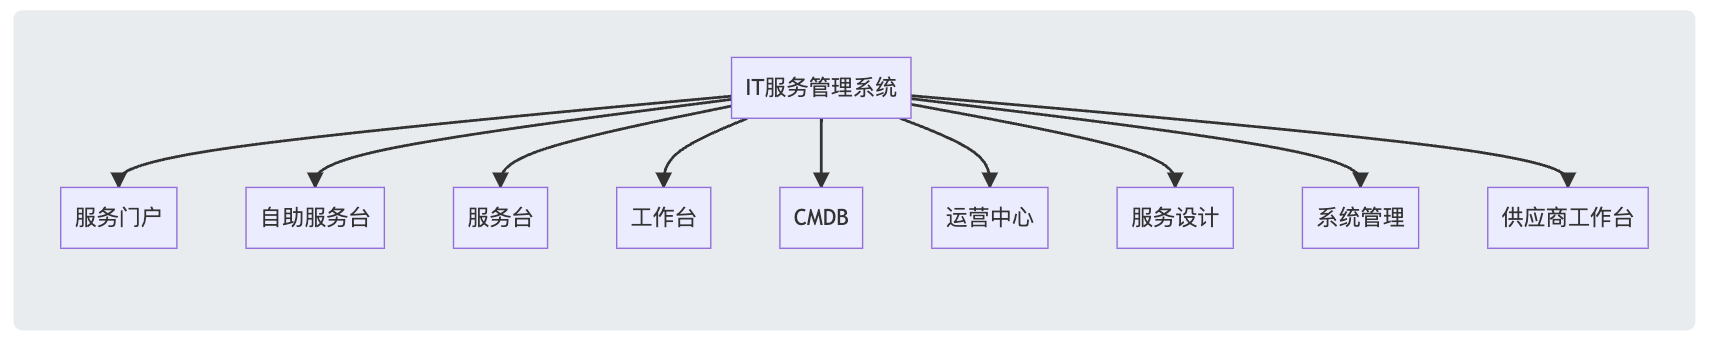 IT服务管理系统
服务门户
自助服务台
服务台
工作台
CMDB
运营中心
服务设计
系统管理
供应商工作台